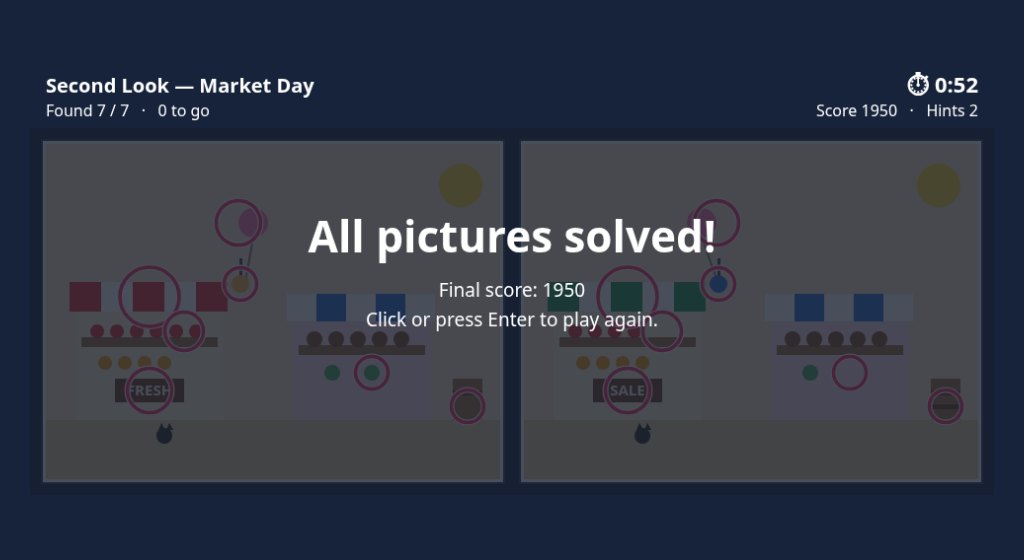 Second Look — Market Day
⏱ 0:52
Found 7 / 7 · 0 to go
Score 1950 · Hints 2
All pictures solved!
Final score: 1950
Click or press Enter to play again.
FRESH
SALE